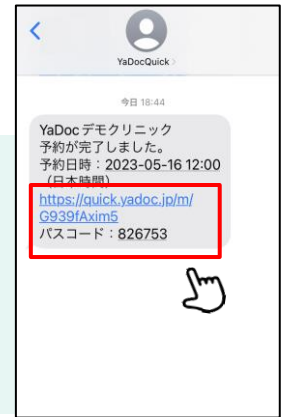 YaDocQuick
今日 18:44
YaDoc デモクリニック
予約が完了しました。
予約日時：2023-05-16 12:00
（日本時間）
https://quick.yadoc.jp/m/
G939fAxim5
パスコード：826753